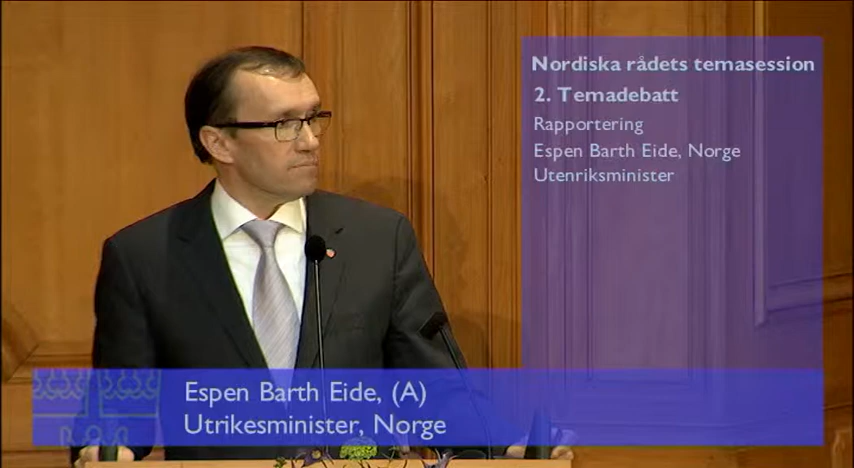 Nordiska rådets temasession
2. Temadebatt
Rapportering
Espen Barth Eide, Norge
Utenriksminister
Espen Barth Eide, (A)
Utrikesminister, Norge